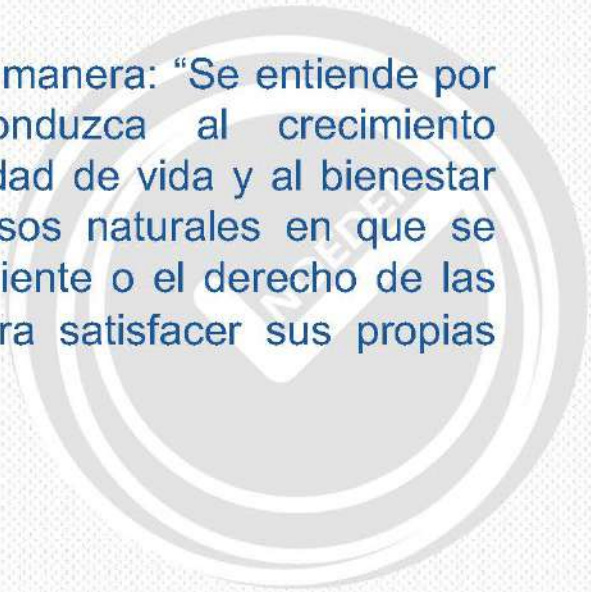 manera: “Se entiende por
onduzca al crecimiento
dad de vida y al bienestar
sos naturales en que se
iente o el derecho de las
ra satisfacer sus propias